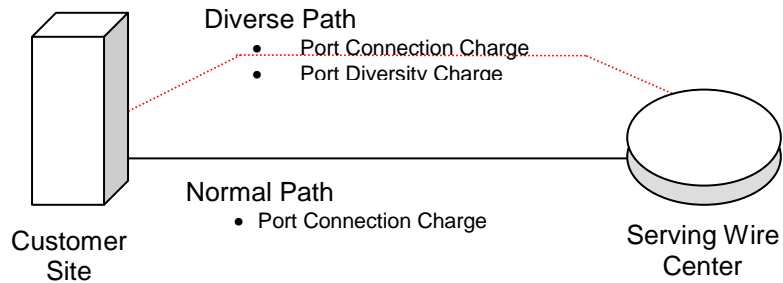 Diverse Path
• Port Connection Charge
• Port Diversity Charge
Normal Path
• Port Connection Charge
Customer
Site
Serving Wire
Center